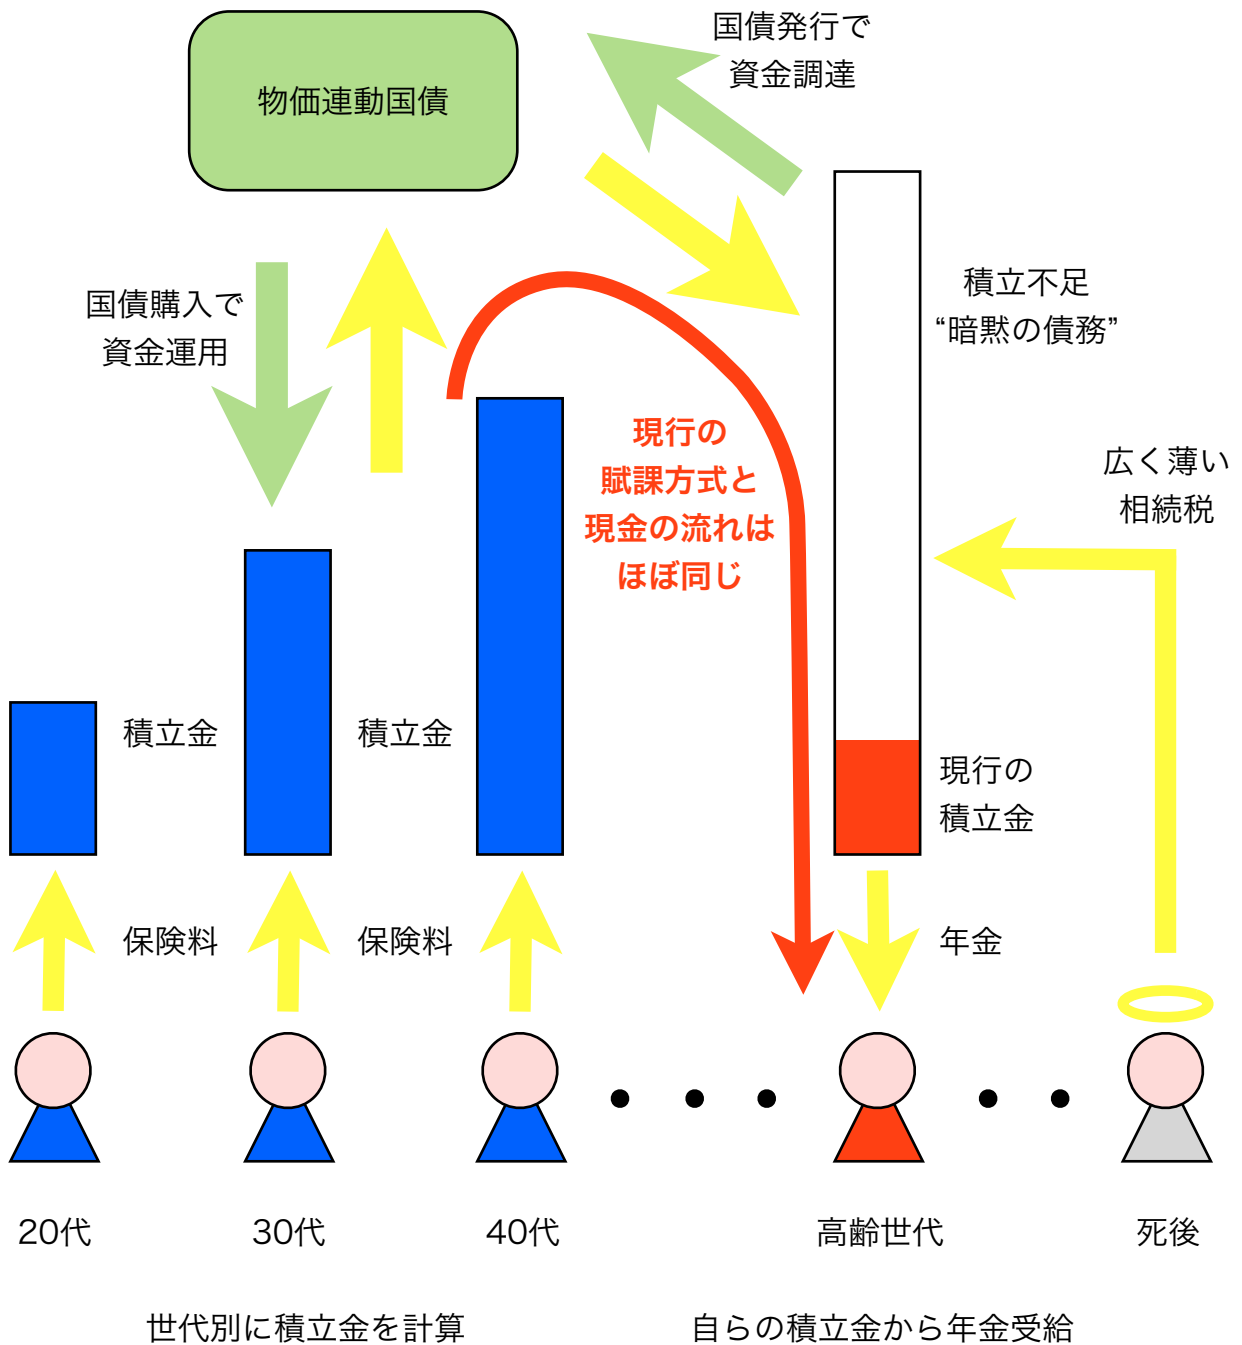 国債発行で
資金調達
物価連動国債
国債購入で
資金運用
積立不足
“暗黙の債務”
現行の
賦課方式と
現金の流れは
ほぼ同じ
広く薄い
相続税
積立金
積立金
現行の
積立金
保険料
保険料
年金
20代
30代
40代
高齢世代
死後
世代別に積立金を計算
自らの積立金から年金受給